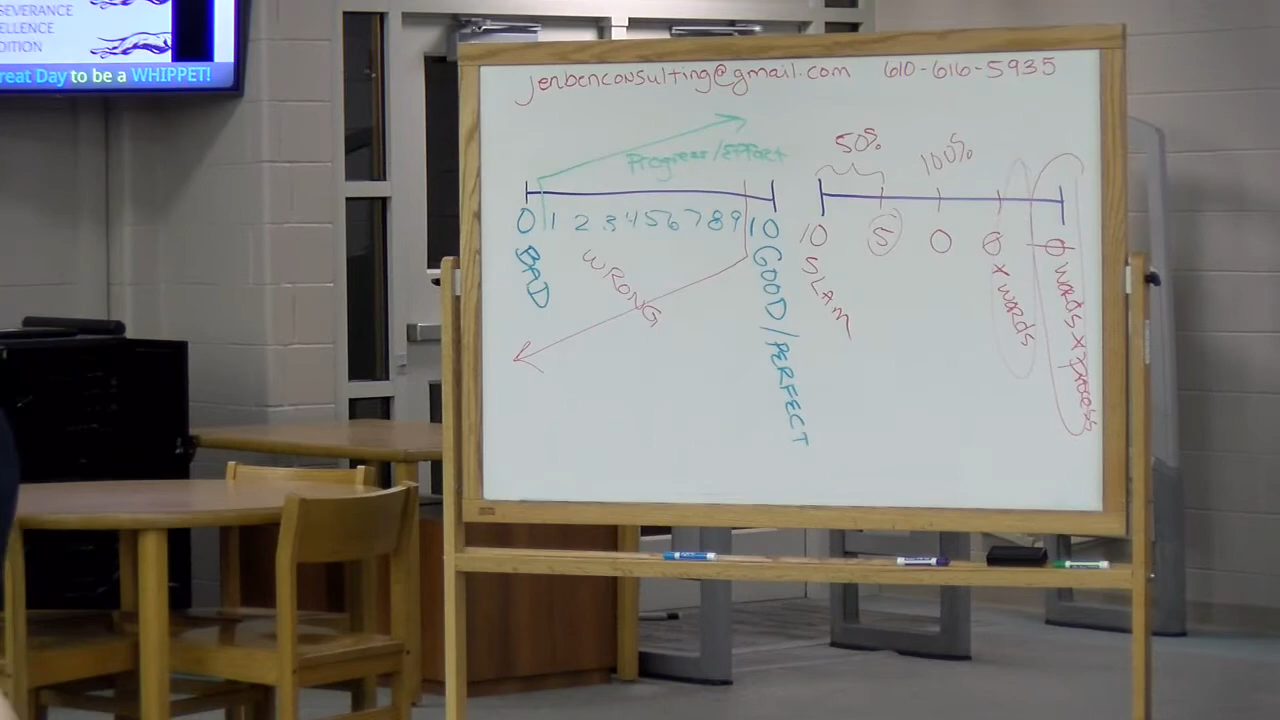 SEVERANCE
ELLENCE
DITION
reat Day to be a WHIPPET!
jenbenconsulting@gmail.com 610-616-5935
Progress/Effort
50%
100%
0 1 2 3 4 5 6 7 8 9 10
10 5 0 0 0
BAD
WRONG
GOOD/PERFECT
SLAM
x words
words x process